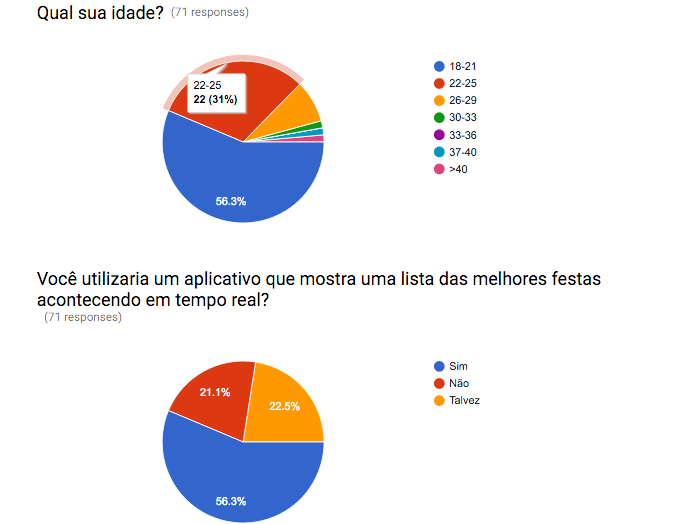 Qual sua idade? (71 responses)
22-25
22 (31%)
56.3%
18-21
22-25
26-29
30-33
33-36
37-40
>40
Você utilizaria um aplicativo que mostra uma lista das melhores festas
acontecendo em tempo real?
(71 responses)
21.1%
22.5%
56.3%
Sim
Não
Talvez